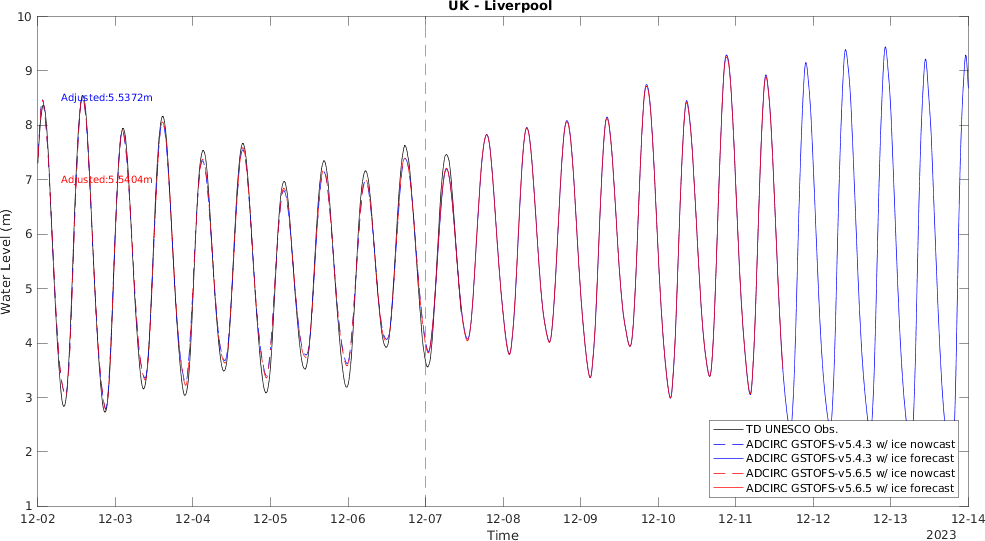 UK - Liverpool
10
9
8
7
6
5
4
3
2
1
Water Level (m)
Adjusted:5.5372m
Adjusted:5.5404m
TD UNESCO Obs.
ADCIRC GSTOFS-v5.4.3 w/ ice nowcast
ADCIRC GSTOFS-v5.4.3 w/ ice forecast
ADCIRC GSTOFS-v5.6.5 w/ ice nowcast
ADCIRC GSTOFS-v5.6.5 w/ ice forecast
12-02 12-03 12-04 12-05 12-06 12-07 12-08 12-09 12-10 12-11 12-12 12-13 12-14
Time
2023